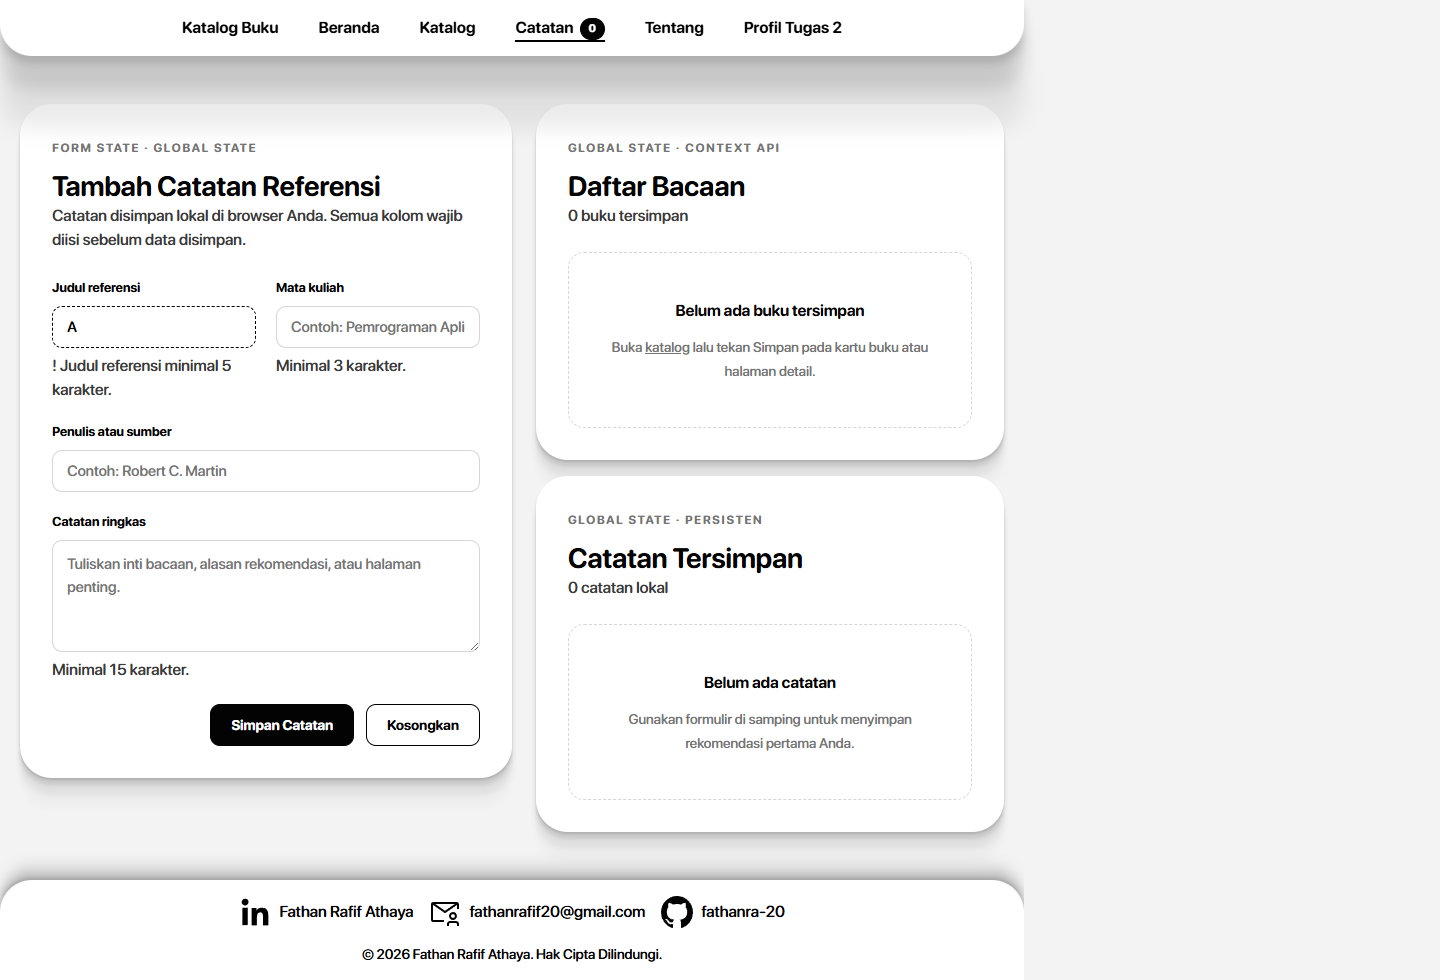 Katalog Buku Beranda Katalog Catatan 0 Tentang Profil Tugas 2
FORM STATE · GLOBAL STATE
Tambah Catatan Referensi
Catatan disimpan lokal di browser Anda. Semua kolom wajib
diisi sebelum data disimpan.
Judul referensi
A
! Judul referensi minimal 5
karakter.
Mata kuliah
Contoh: Pemrograman Apli
Minimal 3 karakter.
Penulis atau sumber
Contoh: Robert C. Martin
Catatan ringkas
Tuliskan inti bacaan, alasan rekomendasi, atau halaman
penting.
Minimal 15 karakter.
Simpan Catatan Kosongkan
GLOBAL STATE · CONTEXT API
Daftar Bacaan
0 buku tersimpan
Belum ada buku tersimpan
Buka katalog lalu tekan Simpan pada kartu buku atau
halaman detail.
GLOBAL STATE · PERSISTEN
Catatan Tersimpan
0 catatan lokal
Belum ada catatan
Gunakan formulir di samping untuk menyimpan
rekomendasi pertama Anda.
in Fathan Rafif Athaya fathanrafif20@gmail.com fathanra-20
© 2026 Fathan Rafif Athaya. Hak Cipta Dilindungi.